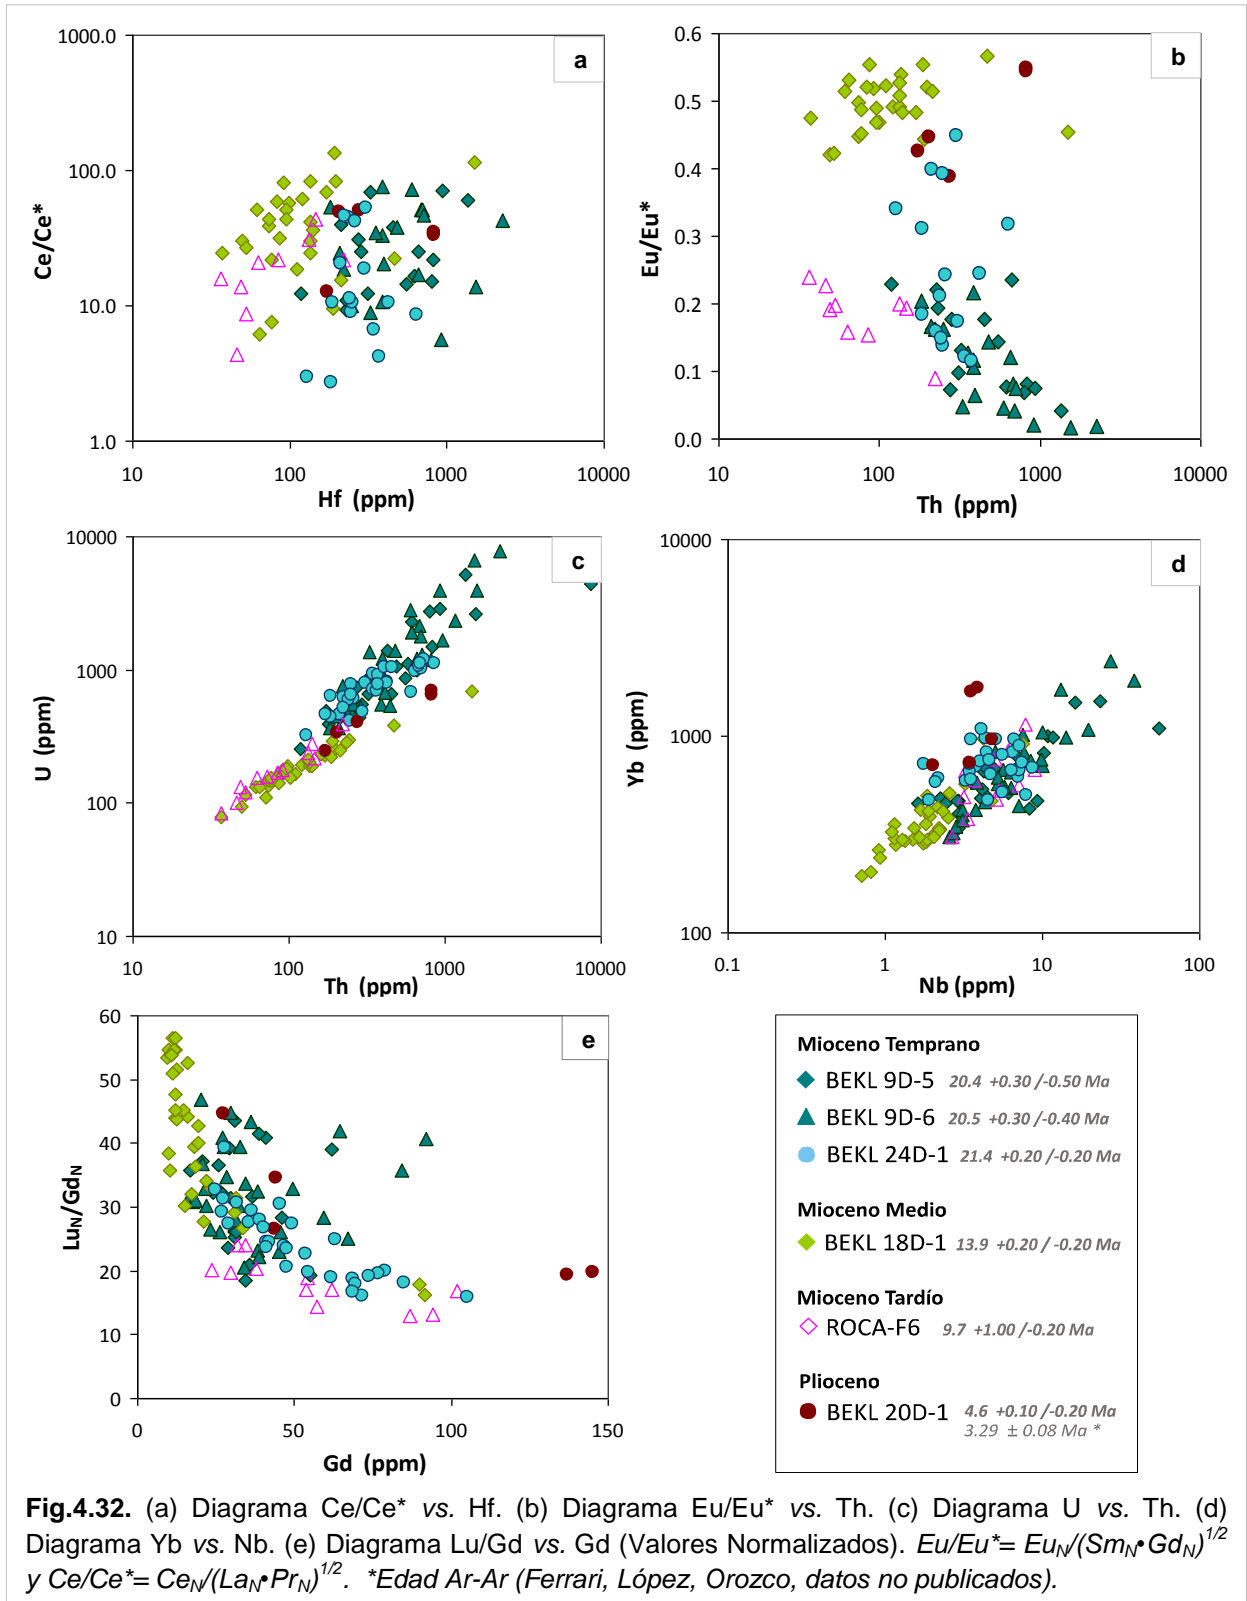 1000.0
100.0
10.0
1.0
Ce/Ce*
a
10 100 1000 10000
Hf (ppm)
0.6
0.5
0.4
0.3
0.2
0.1
0.0
Eu/Eu*
b
10 100 1000 10000
Th (ppm)
10000
1000
100
10
U (ppm)
c
10 100 1000 10000
Th (ppm)
10000
1000
100
Yb (ppm)
d
0.1 1 10 100
Nb (ppm)
60
50
40
30
20
10
0
LuN/GdN
e
0 50 100 150
Gd (ppm)
Mioceno Temprano
BEKL 9D-5 20.4 +0.30 /-0.50 Ma
BEKL 9D-6 20.5 +0.30 /-0.40 Ma
BEKL 24D-1 21.4 +0.20 /-0.20 Ma
Mioceno Medio
BEKL 18D-1 13.9 +0.20 /-0.20 Ma
Mioceno Tardío
ROCA-F6 9.7 +1.00 /-0.20 Ma
Plioceno
BEKL 20D-1 4.6 +0.10 /-0.20 Ma
3.29 ± 0.08 Ma *
Fig.4.32. (a) Diagrama Ce/Ce* vs. Hf. (b) Diagrama Eu/Eu* vs. Th. (c) Diagrama U vs. Th. (d)
Diagrama Yb vs. Nb. (e) Diagrama Lu/Gd vs. Gd (Valores Normalizados). Eu/Eu*= EuN/(SmN•GdN)1/2
y Ce/Ce*= CeN/(LaN•PrN)1/2. *Edad Ar-Ar (Ferrari, López, Orozco, datos no publicados).